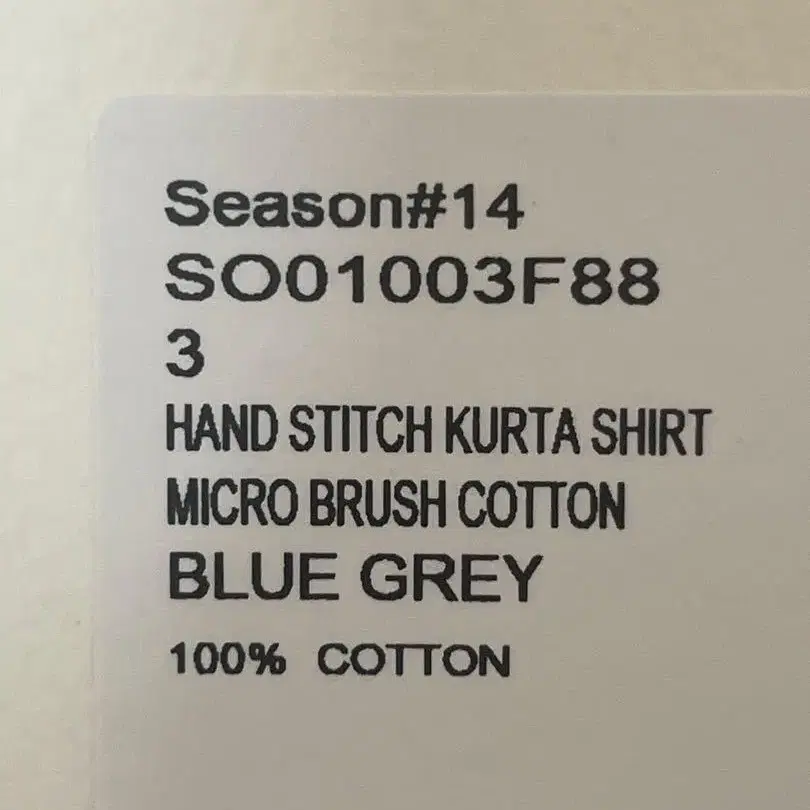 Season#14
SO01003F88
3
HAND STITCH KURTA SHIRT
MICRO BRUSH COTTON
BLUE GREY
100% COTTON